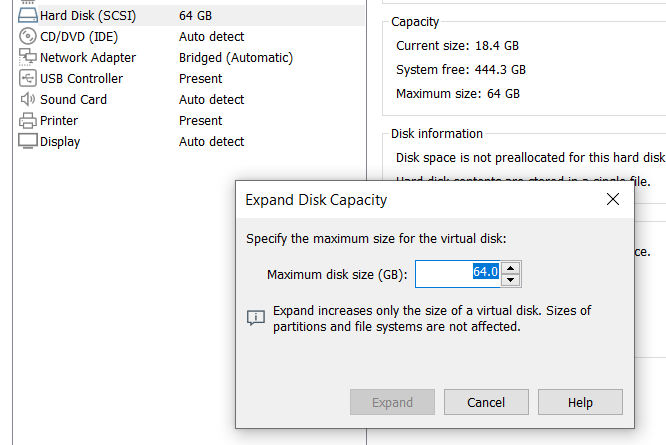 Hard Disk (SCSI) 64 GB
CD/DVD (IDE) Auto detect
Network Adapter Bridged (Automatic)
USB Controller Present
Sound Card Auto detect
Printer Present
Display Auto detect
Capacity
Current size: 18.4 GB
System free: 444.3 GB
Maximum size: 64 GB
Disk information
Disk space is not preallocated for this hard disk
Hard disk contents are stored in a single file.
ce.
Expand Disk Capacity
Specify the maximum size for the virtual disk:
Maximum disk size (GB): 64.0
Expand increases only the size of a virtual disk. Sizes of
partitions and file systems are not affected.
Expand Cancel Help